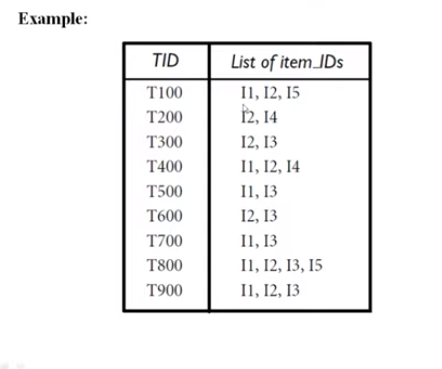 Example:
TID List of item_IDs
T100 I1, I2, I5
T200 I2, I4
T300 I2, I3
T400 I1, I2, I4
T500 I1, I3
T600 I2, I3
T700 I1, I3
T800 I1, I2, I3, I5
T900 I1, I2, I3